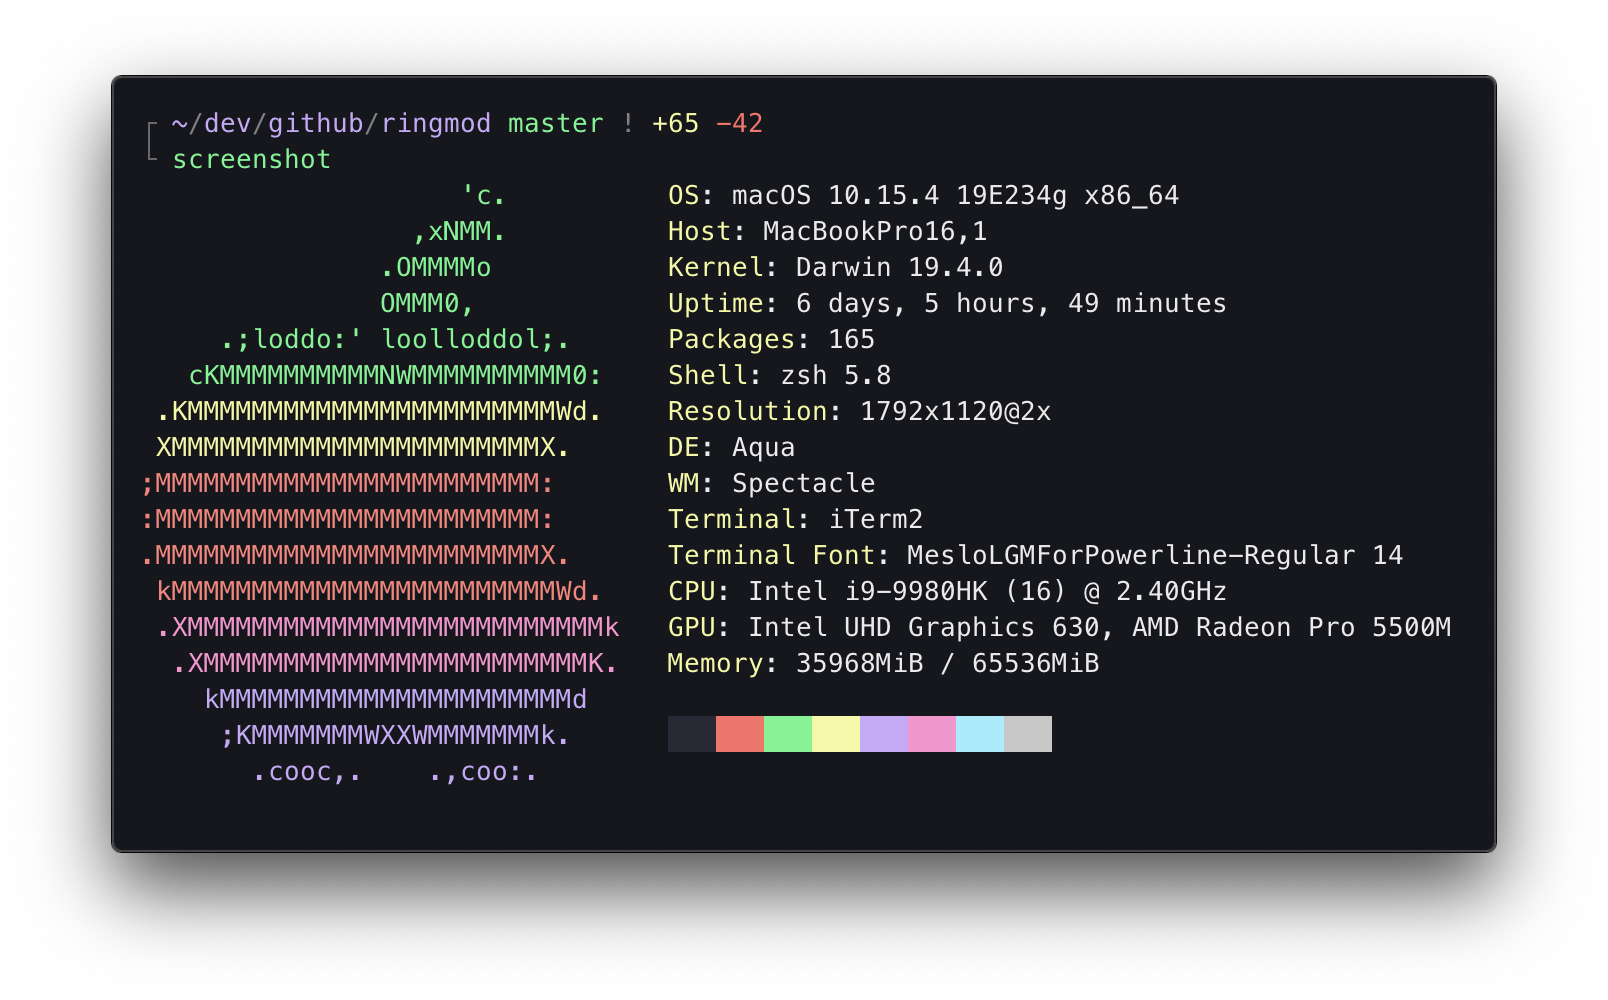 ~/dev/github/ringmod master ! +65 -42
screenshot
'c.
,xNMM.
.OMMMMo
OMMM0,
.;loddo:' loolloddol;.
cKMMMMMMMMMMNWMMMMMMMMMM0:
.KMMMMMMMMMMMMMMMMMMMMMMMWd.
XMMMMMMMMMMMMMMMMMMMMMMMX.
;MMMMMMMMMMMMMMMMMMMMMMMM:
:MMMMMMMMMMMMMMMMMMMMMMMM:
.MMMMMMMMMMMMMMMMMMMMMMMMX.
kMMMMMMMMMMMMMMMMMMMMMMMMWd.
.XMMMMMMMMMMMMMMMMMMMMMMMMMMk
.XMMMMMMMMMMMMMMMMMMMMMMMMK.
kMMMMMMMMMMMMMMMMMMMMMMd
;KMMMMMMMWXXWMMMMMMMk.
.cooc,. .,coo:.
OS: macOS 10.15.4 19E234g x86_64
Host: MacBookPro16,1
Kernel: Darwin 19.4.0
Uptime: 6 days, 5 hours, 49 minutes
Packages: 165
Shell: zsh 5.8
Resolution: 1792x1120@2x
DE: Aqua
WM: Spectacle
Terminal: iTerm2
Terminal Font: MesloLGMForPowerline-Regular 14
CPU: Intel i9-9980HK (16) @ 2.40GHz
GPU: Intel UHD Graphics 630, AMD Radeon Pro 5500M
Memory: 35968MiB / 65536MiB